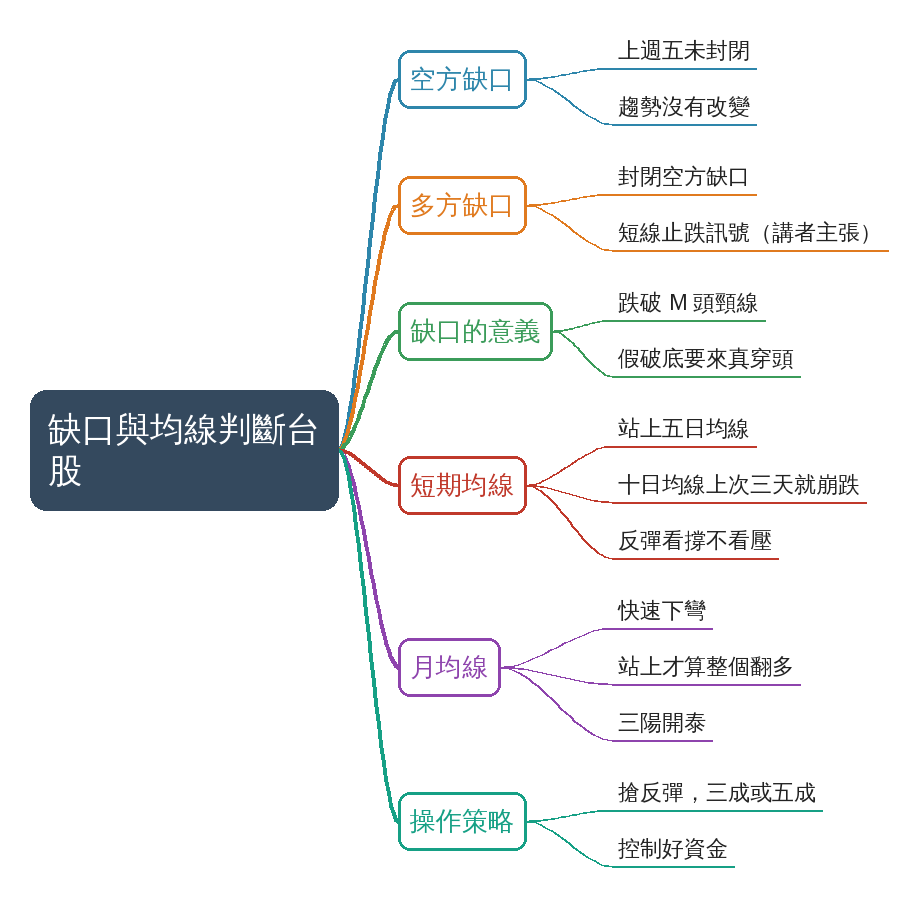 缺口與均線判斷台
股
空方缺口
上週五未封閉
趨勢沒有改變
多方缺口
封閉空方缺口
短線止跌訊號（講者主張）
缺口的意義
跌破 M 頭頸線
假破底要來真穿頭
短期均線
站上五日均線
十日均線上次三天就崩跌
反彈看撐不看壓
月均線
快速下彎
站上才算整個翻多
三陽開泰
操作策略
搶反彈，三成或五成
控制好資金